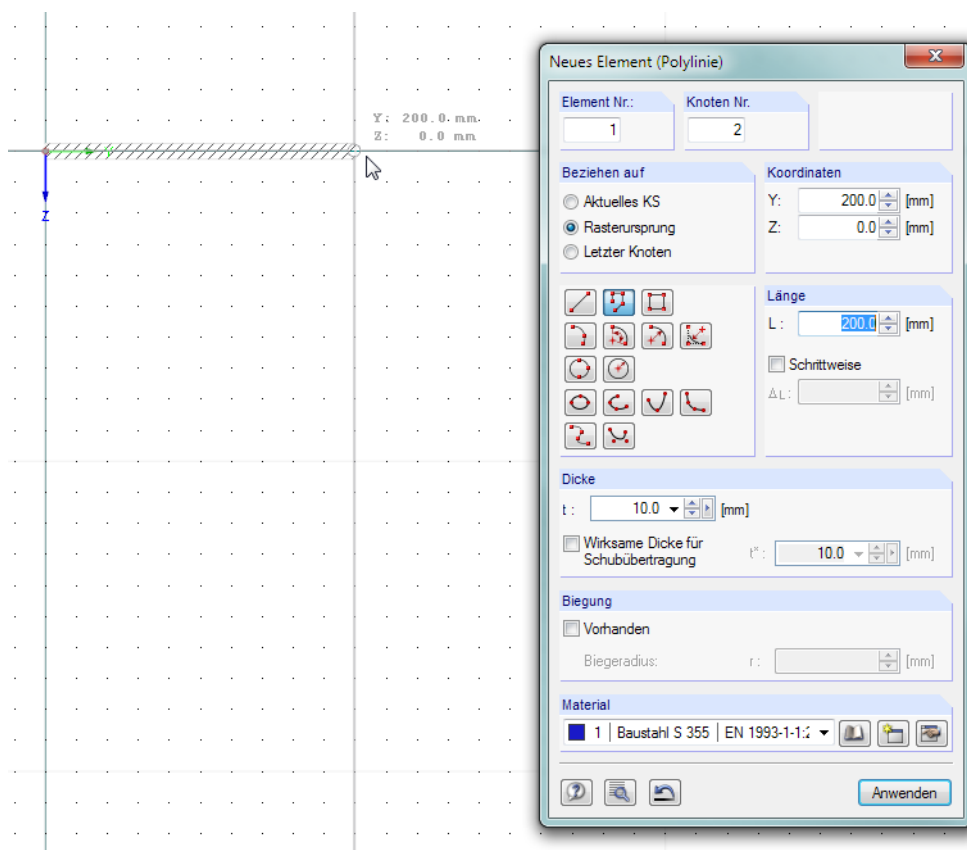 Y: 200.0 mm
Z: 0.0 mm
y
z
Neues Element (Polylinie)
Element Nr.: Knoten Nr.
1 2
Beziehen auf
Aktuelles KS
Rasterursprung
Letzter Knoten
Koordinaten
Y: 200.0 [mm]
Z: 0.0 [mm]
Länge
L : 200.0 [mm]
Schrittweise
ΔL: [mm]
Dicke
t : 10.0 [mm]
Wirksame Dicke für
Schubübertragung
t* : 10.0 [mm]
Biegung
Vorhanden
Biegeradius: r : [mm]
Material
1 | Baustahl S 355 | EN 1993-1-1:2
Anwenden